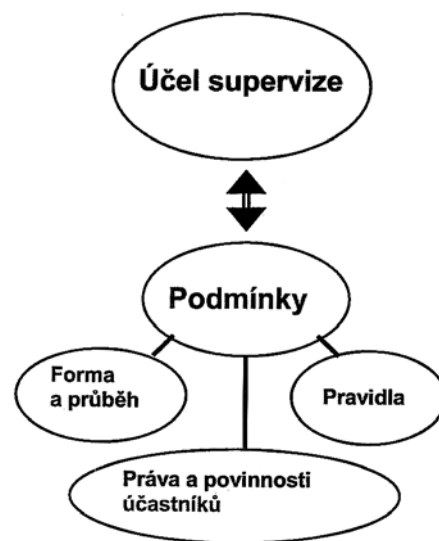 Účel supervize
Podmínky
Forma
a průběh
Pravidla
Práva a povinnosti
účastníků